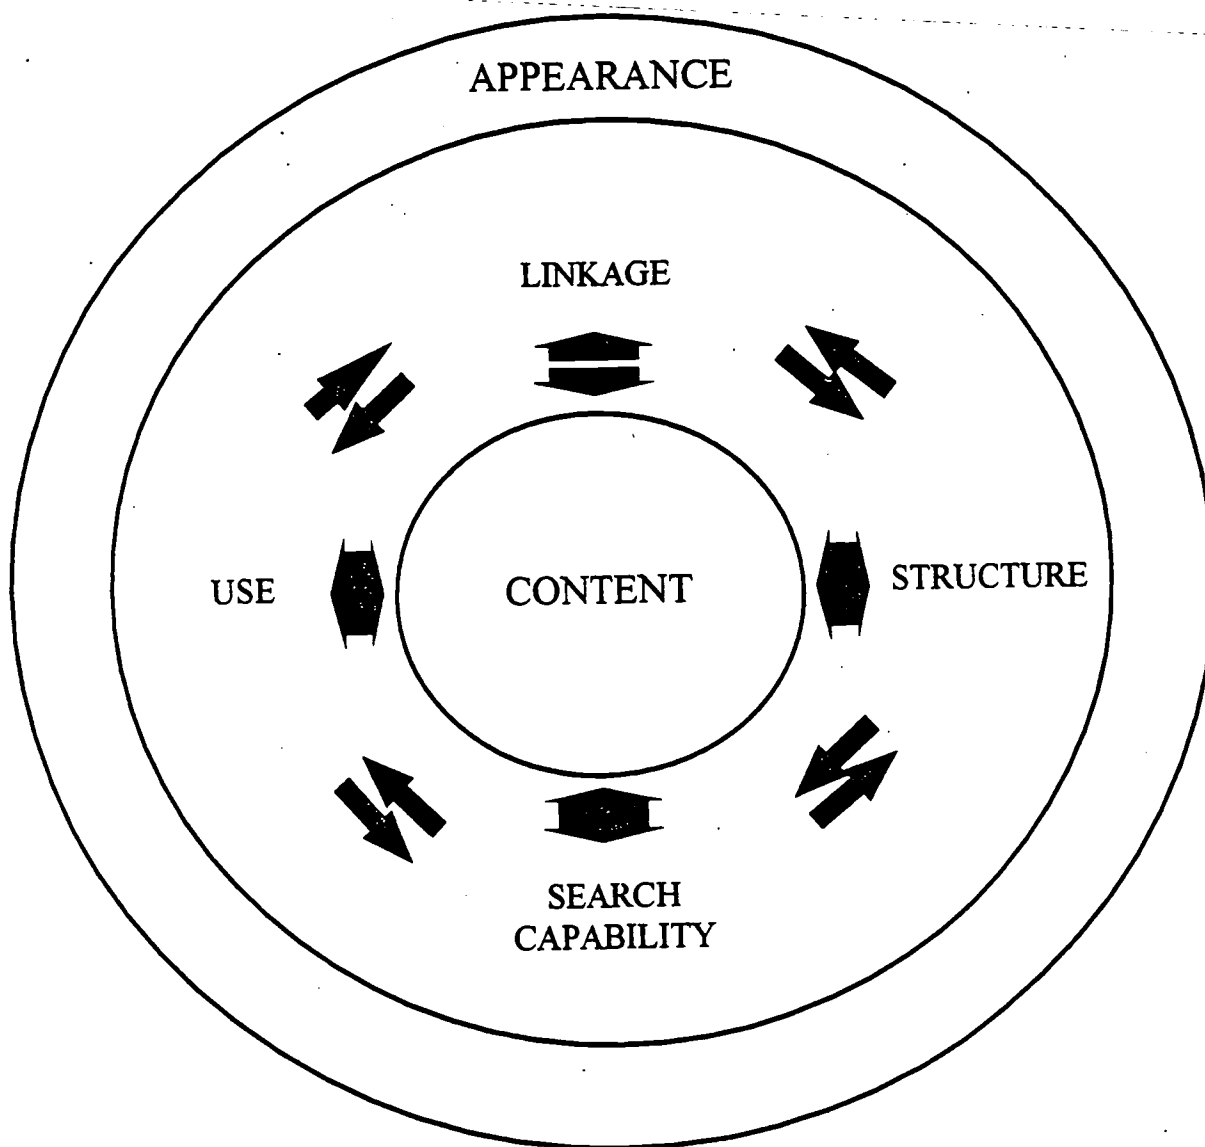 APPEARANCE
LINKAGE
USE
CONTENT
STRUCTURE
SEARCH
CAPABILITY